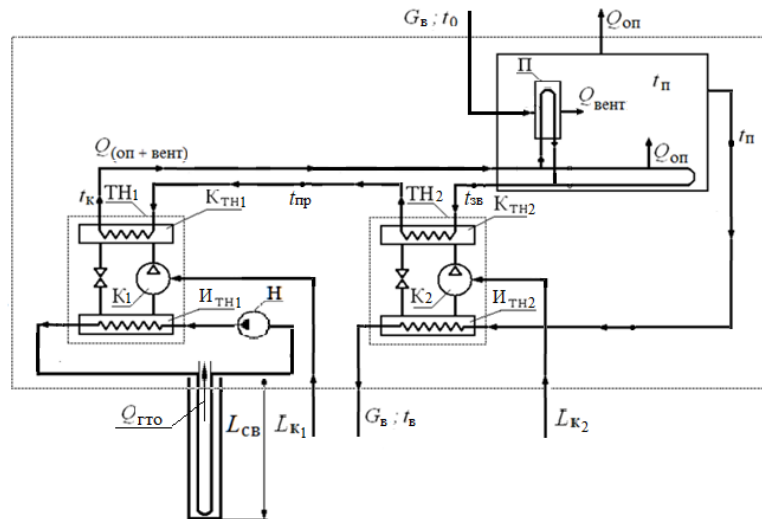 Gв ; t0
Qоп
П
tп
Qвент
tп
Q(оп + вент)
Qоп
tк
ТН1
КТН1
tпр
ТН2
tзв
КТН2
К1
ИТН1
Н
К2
ИТН2
Qгто
Lсв
Lк1
Gв ; tв
Lк2